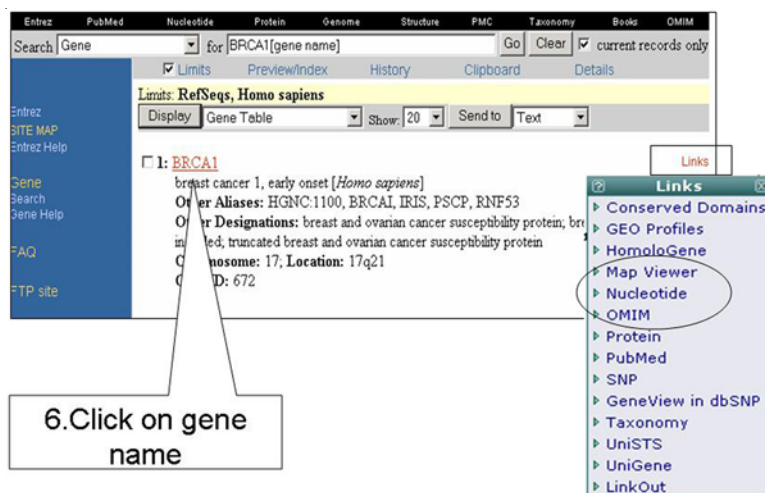 Entrez PubMed Nucleotide Protein Genome Structure PMC Taxonomy Books OMIM
Search Gene for BRCA1[gene name] Go Clear current records only
Limits Preview/Index History Clipboard Details
Limits: RefSeqs, Homo sapiens
Display Gene Table Show: 20 Send to Text
Entrez
SITE MAP
Entrez Help
Gene
Search
Gene Help
FAQ
FTP site
1: BRCA1 Links
breast cancer 1, early onset [Homo sapiens]
Other Aliases: HGNC:1100, BRCAI, IRIS, PSCP, RNF53
Designations: breast and ovarian cancer susceptibility protein;
truncated breast and ovarian cancer susceptibility protein
17; Location: 17q21
672
Links
Conserved Domains
GEO Profiles
HomoloGene
Map Viewer
Nucleotide
OMIM
Protein
PubMed
SNP
GeneView in dbSNP
Taxonomy
UniSTS
UniGene
LinkOut
6.Click on gene
name